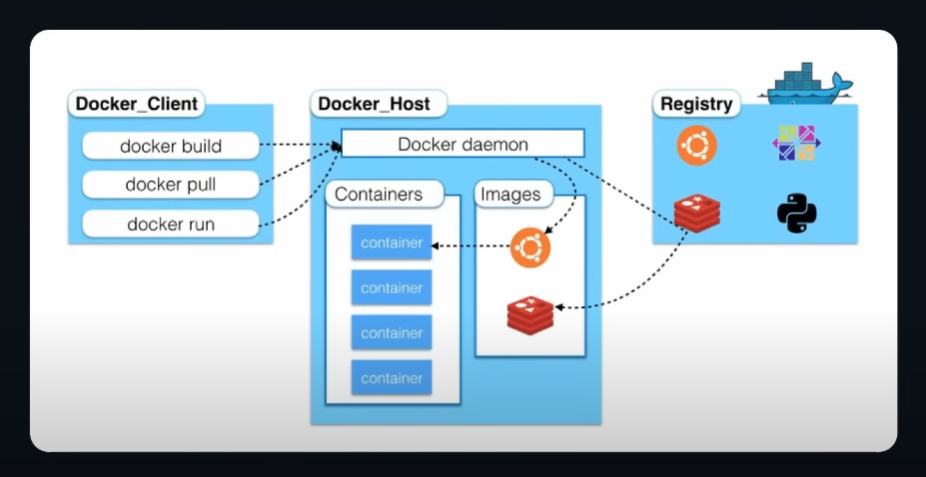 Docker_Client
docker build
docker pull
docker run
Docker_Host
Docker daemon
Containers
container
container
container
container
Images
Registry